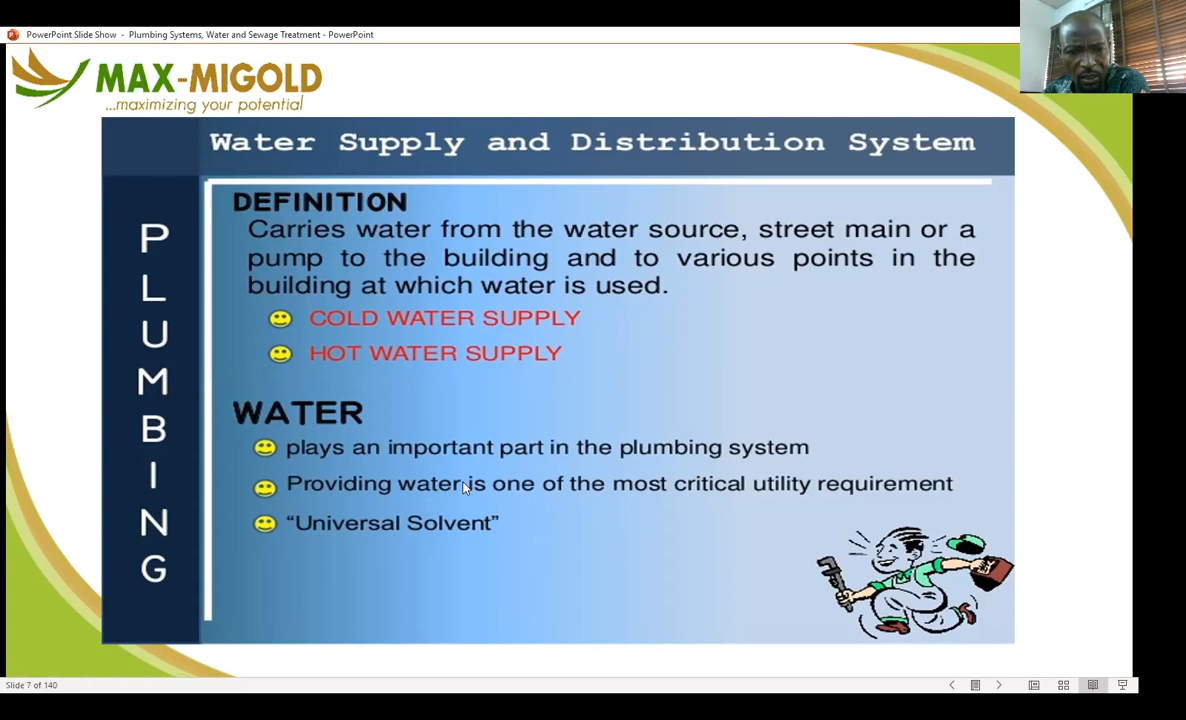 PowerPoint Slide Show - Plumbing Systems, Water and Sewage Treatment - PowerPoint
MAX-MIGOLD
...maximizing your potential
Water Supply and Distribution System
PLUMBING
DEFINITION
Carries water from the water source, street main or a
pump to the building and to various points in the
building at which water is used.
COLD WATER SUPPLY
HOT WATER SUPPLY
WATER
plays an important part in the plumbing system
Providing water is one of the most critical utility requirement
“Universal Solvent”
Slide 7 of 140